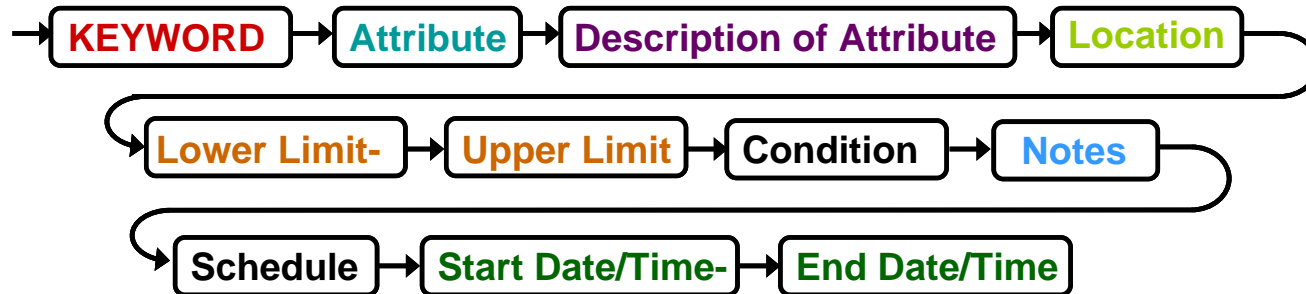 KEYWORD Attribute Description of Attribute Location
Lower Limit- Upper Limit Condition Notes
Schedule Start Date/Time- End Date/Time